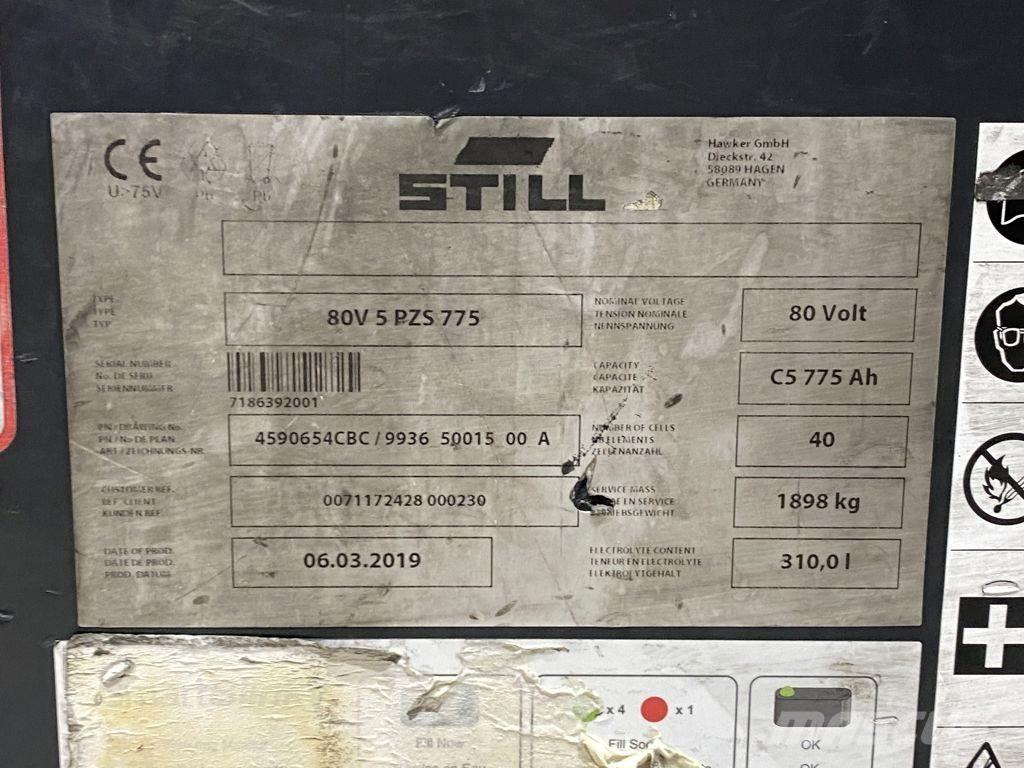 CE
U>75V
Pb
Pb
STILL
Hawker GmbH
Dieckstr. 42
58089 HAGEN
GERMANY
TYPE
TYPE
TYP
80V 5 PZS 775
NOMINAL VOLTAGE
TENSION NOMINALE
NENNSPANNUNG
80 Volt
SERIAL NUMBER
No. DE SERIE
SERIENNUMMER
7186392001
CAPACITY
CAPACITE
KAPAZITÄT
C5 775 Ah
PN / DRAWING No.
PN / No DE PLAN
ART / ZEICHNUNGS-NR.
4590654CBC / 9936 50015 00 A
NUMBER OF CELLS
ELEMENTS
ZELLENANZAHL
40
CUSTOMER REF.
REF. CLIENT
KUNDEN REF.
0071172428 000230
SERVICE MASS
EN SERVICE
1898 kg
DATE OF PROD.
DATE DE PROD.
PROD. DATUM
06.03.2019
ELECTROLYTE CONTENT
TENEUR EN ELECTROLYTE
ELEKTROLYTGEHALT
310,0 l
x 4
x 1
Fill Now
Fill
OK
OK